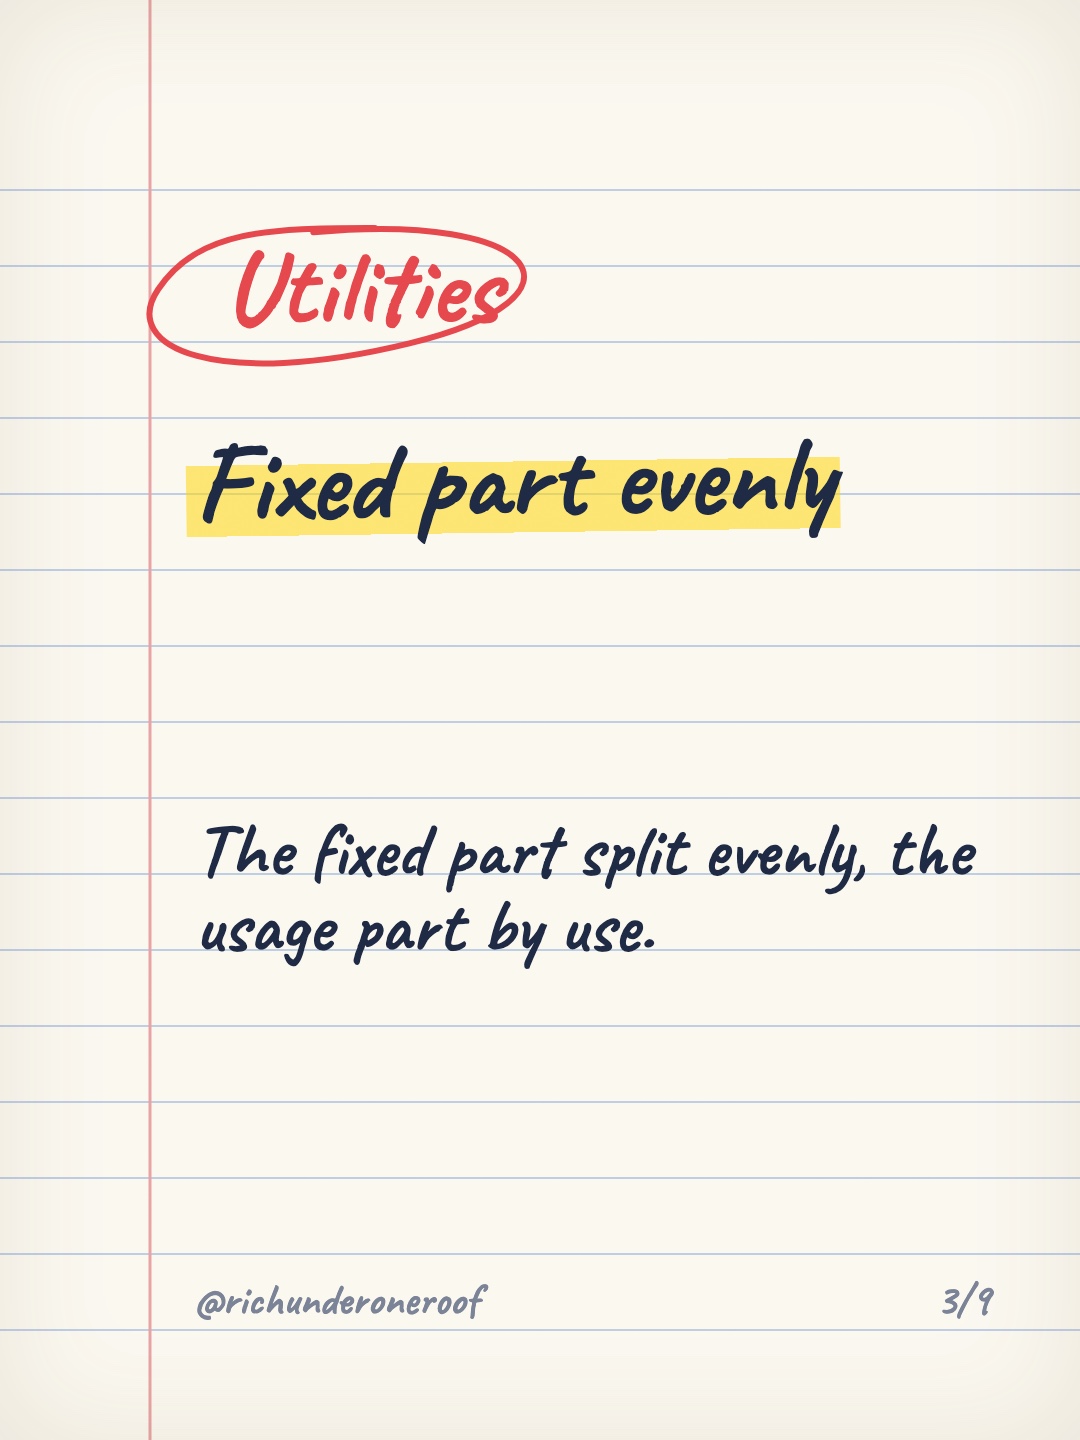 Utilities
Fixed part evenly
The fixed part split evenly, the
usage part by use.
@richunderoneroof
3/9